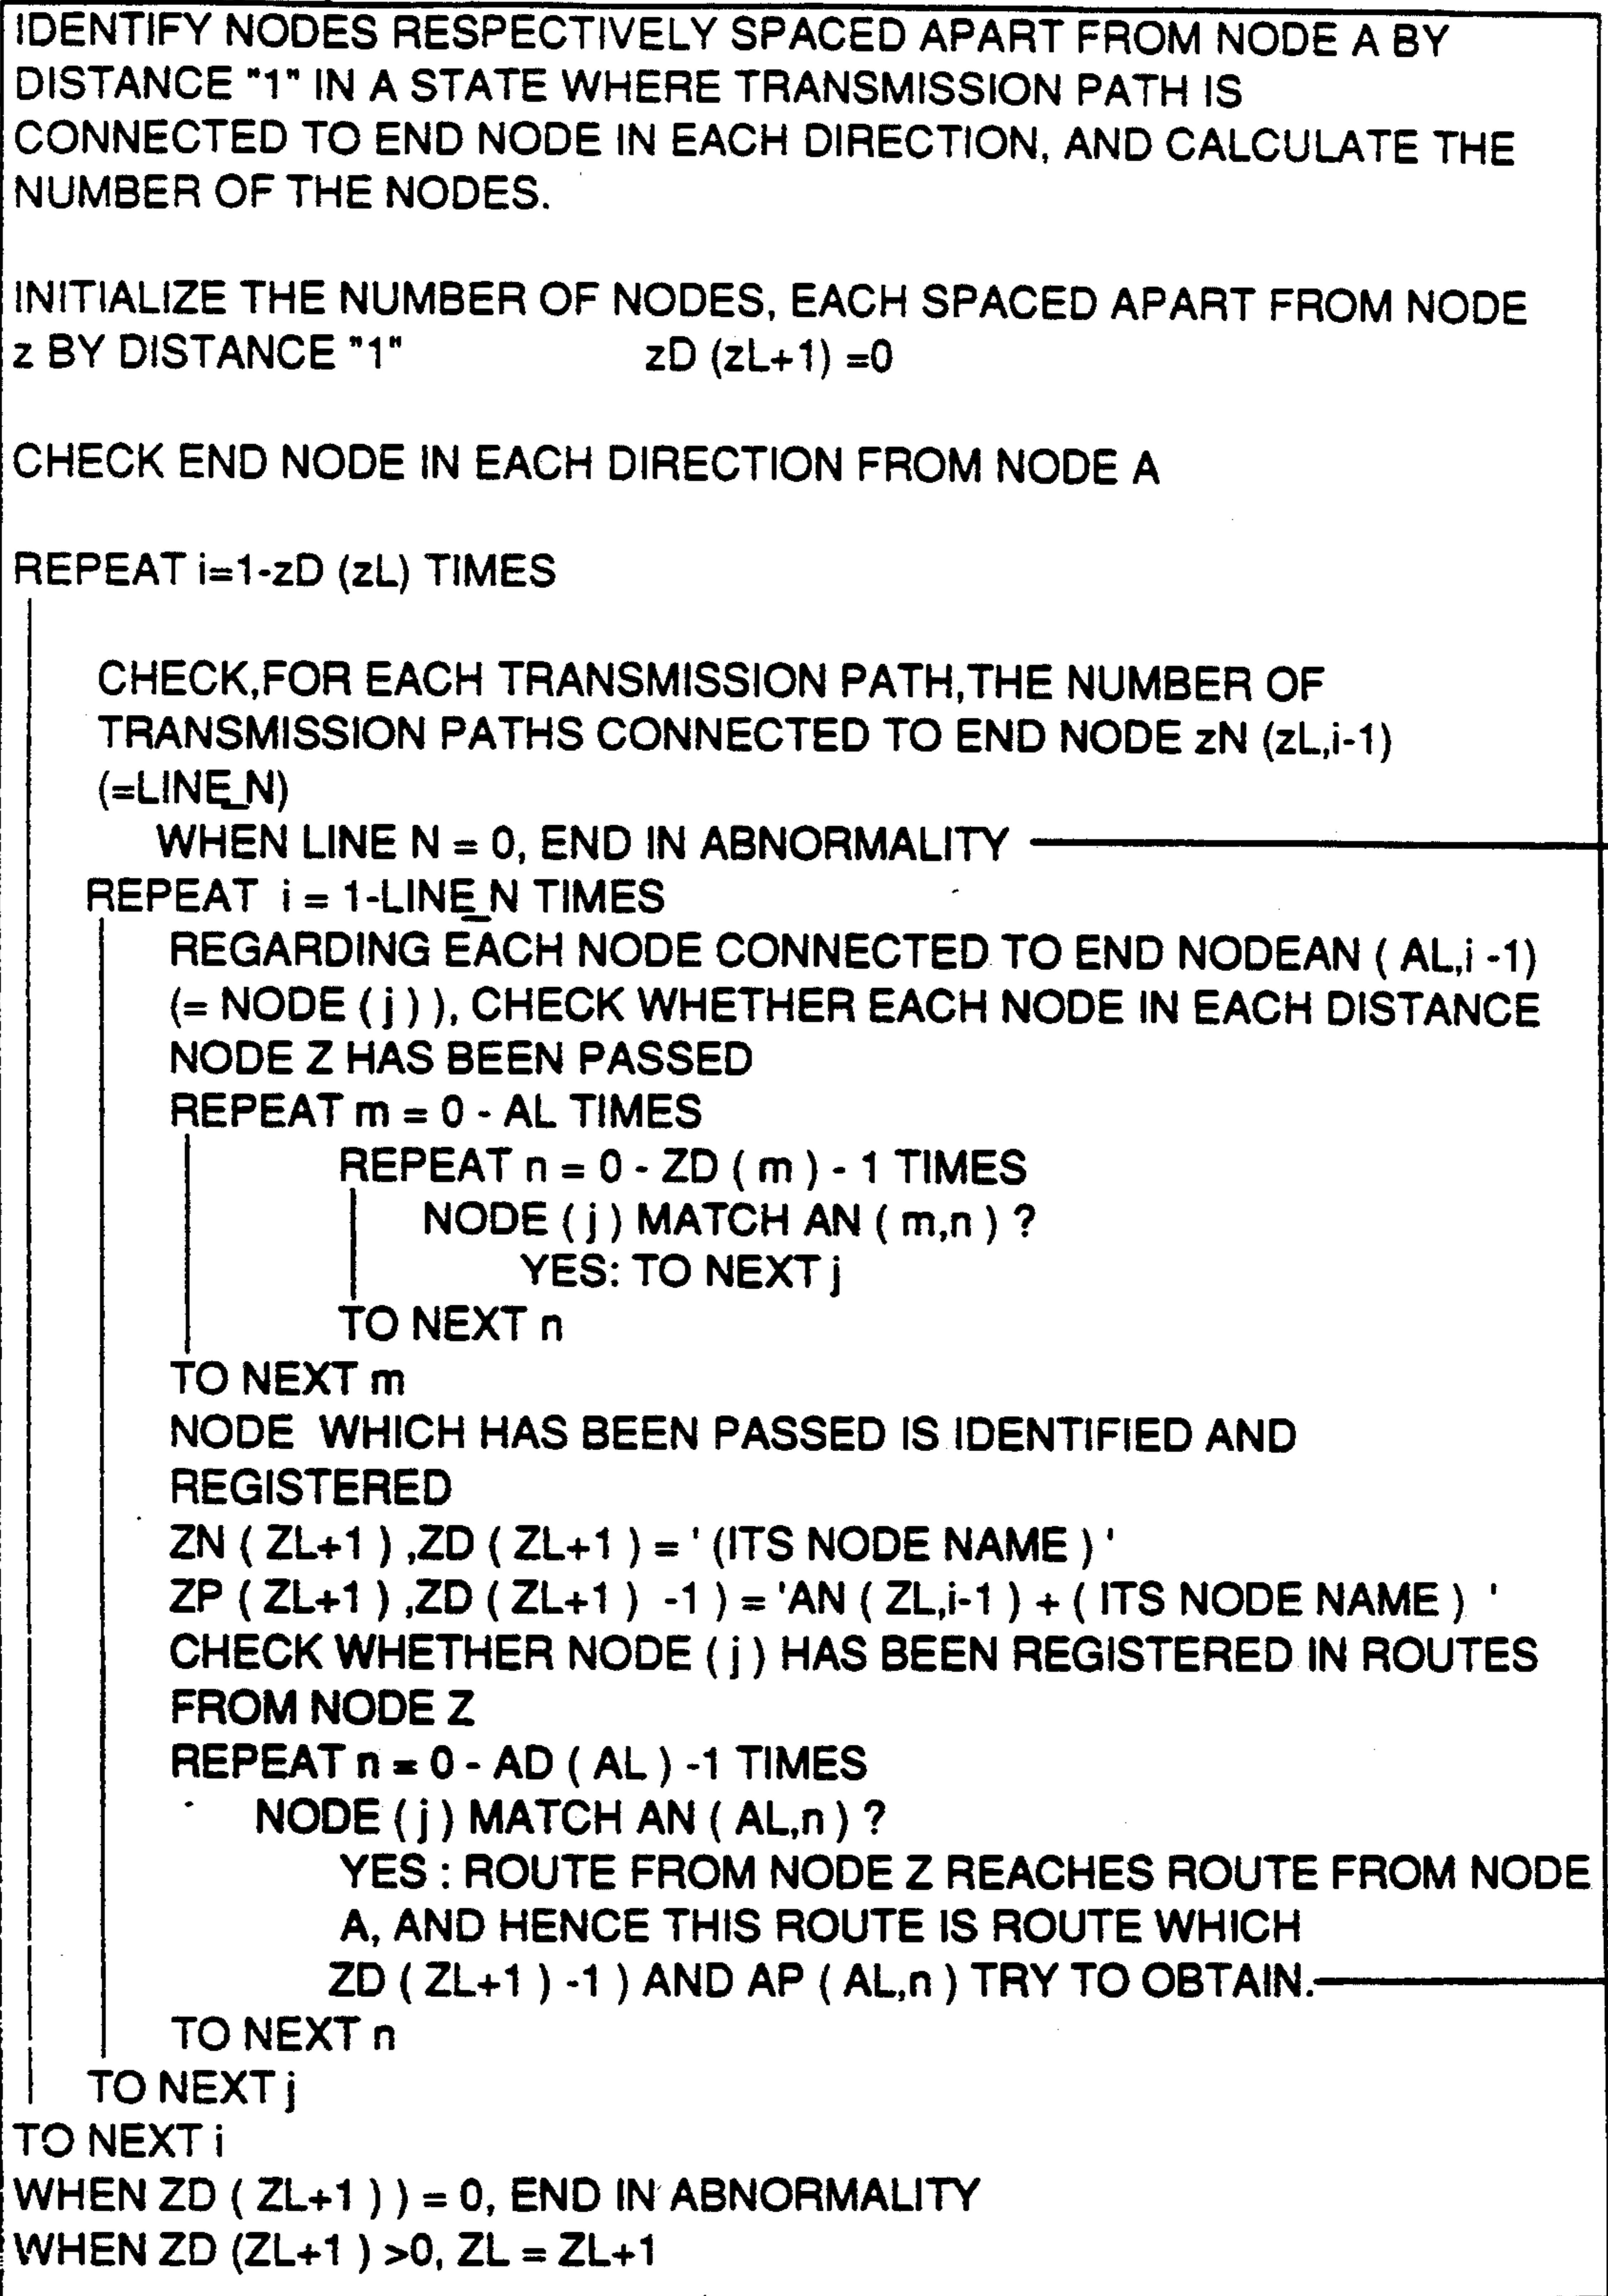 IDENTIFY NODES RESPECTIVELY SPACED APART FROM NODE A BY
DISTANCE "1" IN A STATE WHERE TRANSMISSION PATH IS
CONNECTED TO END NODE IN EACH DIRECTION, AND CALCULATE THE
NUMBER OF THE NODES.
INITIALIZE THE NUMBER OF NODES, EACH SPACED APART FROM NODE
z BY DISTANCE "1" zD (zL+1) =0
CHECK END NODE IN EACH DIRECTION FROM NODE A
REPEAT i=1-zD (zL) TIMES
CHECK,FOR EACH TRANSMISSION PATH,THE NUMBER OF
TRANSMISSION PATHS CONNECTED TO END NODE zN (zL,i-1)
(=LINE_N)
WHEN LINE N = 0, END IN ABNORMALITY
REPEAT i = 1-LINE_N TIMES
REGARDING EACH NODE CONNECTED TO END NODEAN ( AL,i -1)
(= NODE ( j ) ), CHECK WHETHER EACH NODE IN EACH DISTANCE
NODE Z HAS BEEN PASSED
REPEAT m = 0 - AL TIMES
REPEAT n = 0 - ZD ( m ) - 1 TIMES
NODE ( j ) MATCH AN ( m,n ) ?
YES: TO NEXT j
TO NEXT n
TO NEXT m
NODE WHICH HAS BEEN PASSED IS IDENTIFIED AND
REGISTERED
ZN ( ZL+1 ) ,ZD ( ZL+1 ) = ' (ITS NODE NAME ) '
ZP ( ZL+1 ) ,ZD ( ZL+1 ) -1 ) = 'AN ( ZL,i-1 ) + ( ITS NODE NAME ) '
CHECK WHETHER NODE ( j ) HAS BEEN REGISTERED IN ROUTES
FROM NODE Z
REPEAT n = 0 - AD ( AL ) -1 TIMES
NODE ( j ) MATCH AN ( AL,n ) ?
YES : ROUTE FROM NODE Z REACHES ROUTE FROM NODE
A, AND HENCE THIS ROUTE IS ROUTE WHICH
ZD ( ZL+1 ) -1 ) AND AP ( AL,n ) TRY TO OBTAIN.
TO NEXT n
TO NEXT j
TO NEXT i
WHEN ZD ( ZL+1 ) ) = 0, END IN ABNORMALITY
WHEN ZD (ZL+1 ) >0, ZL = ZL+1